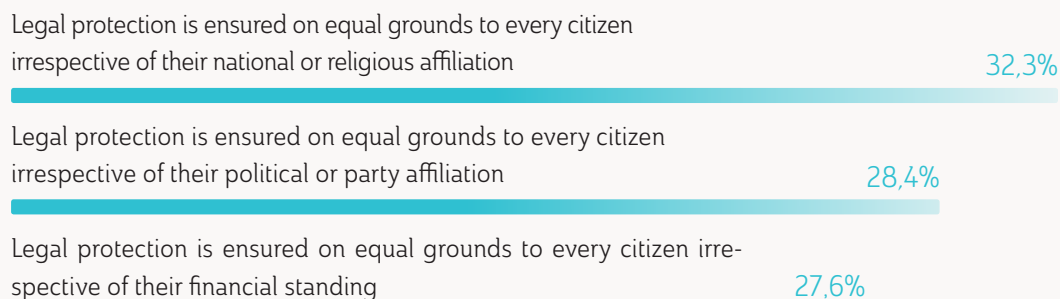 Legal protection is ensured on equal grounds to every citizen
irrespective of their national or religious affiliation
32,3%
Legal protection is ensured on equal grounds to every citizen
irrespective of their political or party affiliation
28,4%
Legal protection is ensured on equal grounds to every citizen irre-
spective of their financial standing
27,6%